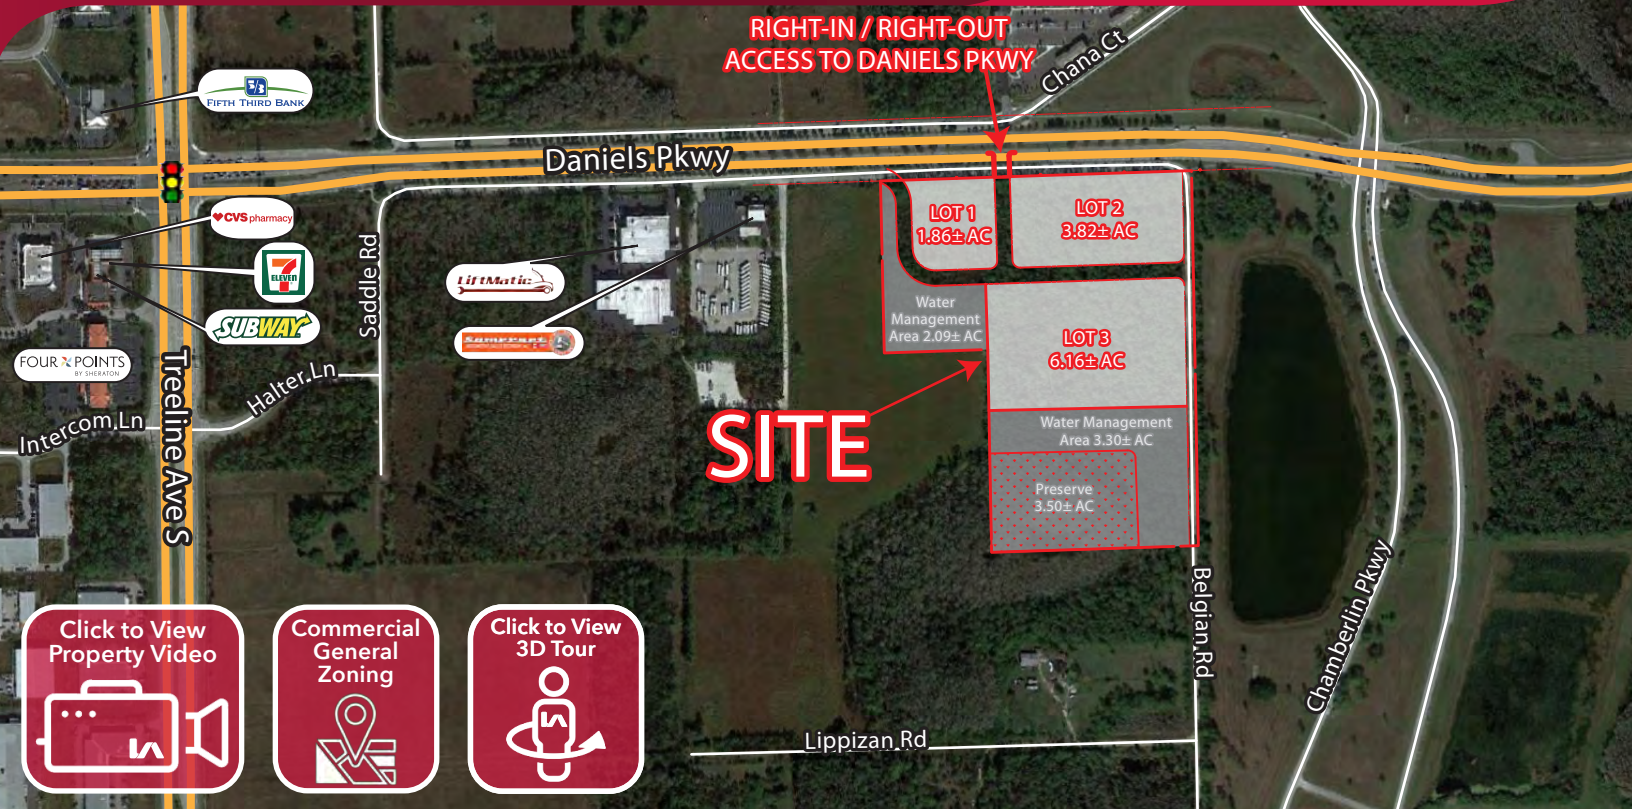 RIGHT-IN / RIGHT-OUT
ACCESS TO DANIELS PKWY
Chana Ct
FIFTH THIRD BANK
Daniels Pkwy
CVS pharmacy
7
ELEVEN
SUBWAY
FOUR POINTS
BY SHERATON
Saddle Rd
LiftMatic
Somerset
LOT 1
1.86± AC
LOT 2
3.82± AC
Water
Management
Area 2.09± AC
LOT 3
6.16± AC
SITE
Water Management
Area 3.30± AC
Preserve
3.50± AC
Treeline Ave S
Halter Ln
Intercom Ln
Belgian Rd
Chamberlin Pkwy
Lippizan Rd
Click to View
Property Video
Commercial
General
Zoning
Click to View
3D Tour